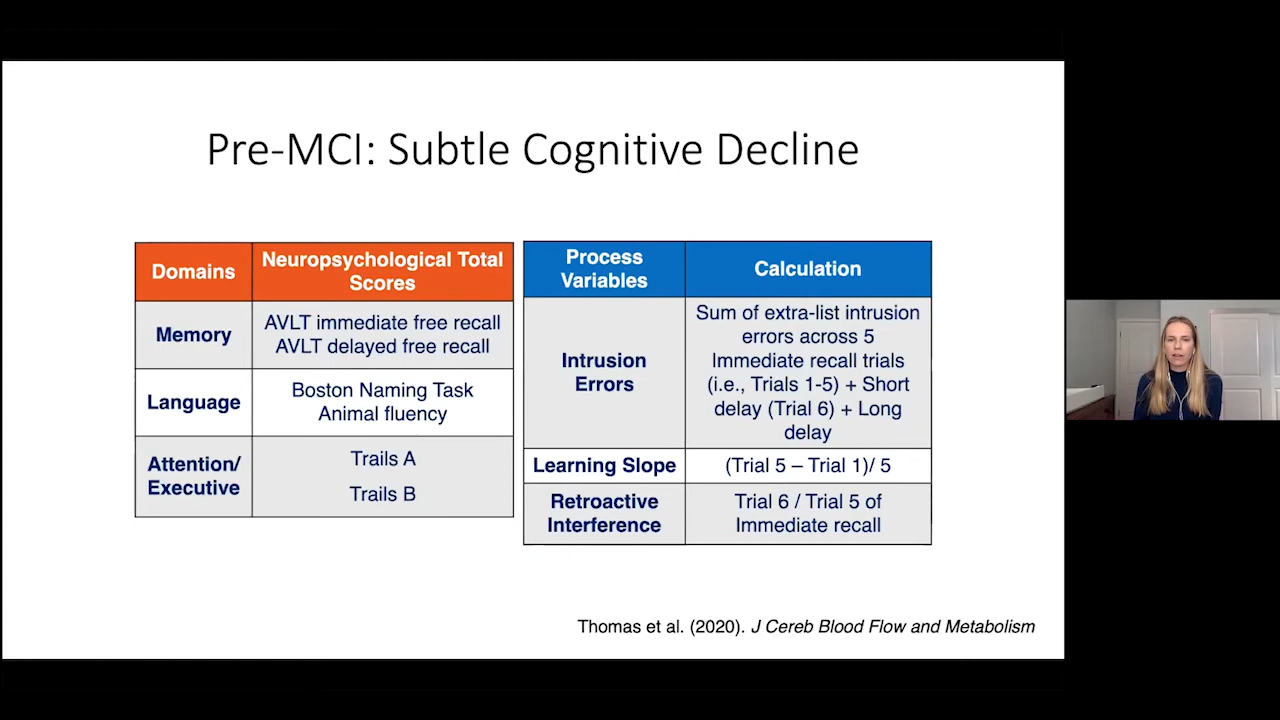 Pre-MCI: Subtle Cognitive Decline
Domains
Neuropsychological Total
Scores
Memory
AVLT immediate free recall
AVLT delayed free recall
Language
Boston Naming Task
Animal fluency
Attention/
Executive
Trails A
Trails B
Process
Variables
Calculation
Intrusion
Errors
Sum of extra-list intrusion
errors across 5
Immediate recall trials
(i.e., Trials 1-5) + Short
delay (Trial 6) + Long
delay
Learning Slope
(Trial 5 – Trial 1)/ 5
Retroactive
Interference
Trial 6 / Trial 5 of
Immediate recall
Thomas et al. (2020). J Cereb Blood Flow and Metabolism